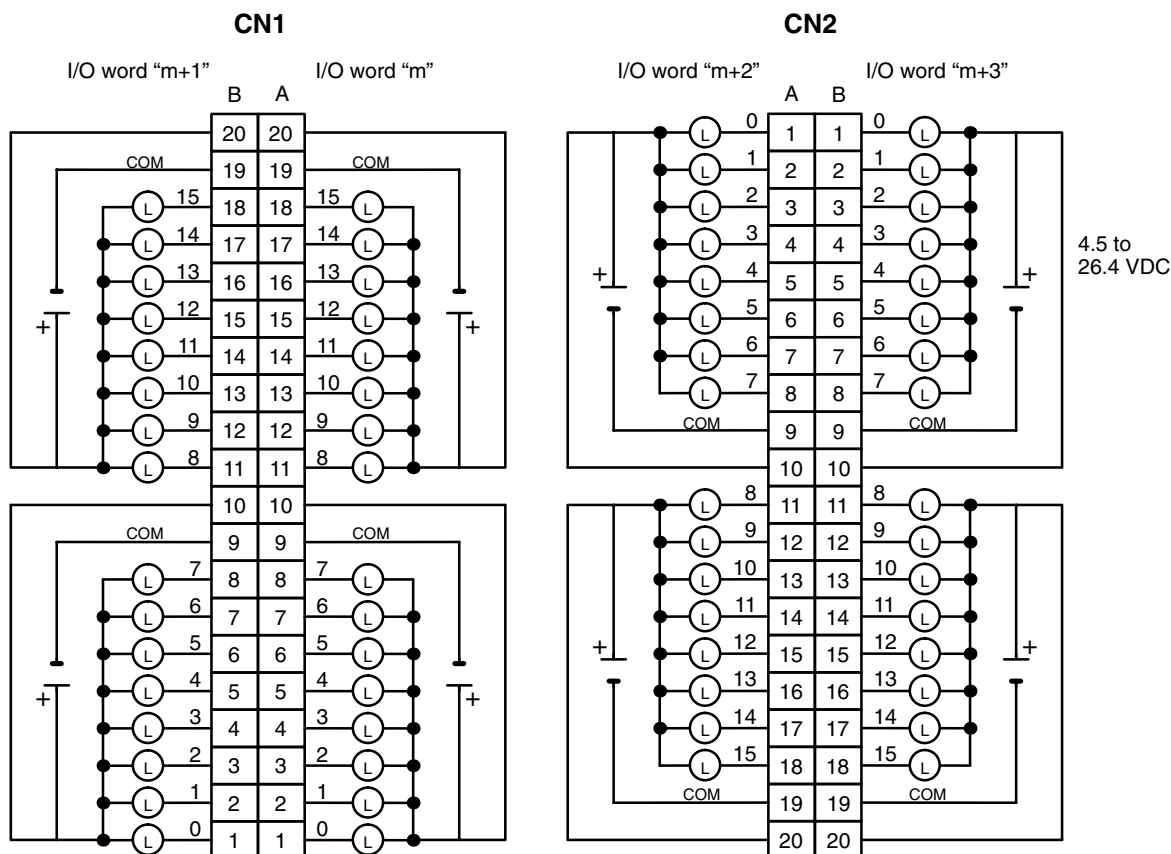 CN1 CN2
I/O word “m+1” I/O word “m” I/O word “m+2” I/O word “m+3”
B A A B
20 20 0 L 1 1 0 L
COM 19 19 COM 1 L 2 2 1 L
L 15 18 18 15 L 2 L 3 3 2 L
L 14 17 17 14 L 3 L 4 4 3 L 4.5 to
L 13 16 16 13 L + 4 L 5 5 4 L + 26.4 VDC
+ L 12 15 15 12 L + 5 L 6 6 5 L
L 11 14 14 11 L 6 L 7 7 6 L
L 10 13 13 10 L 7 L 8 8 7 L
L 9 12 12 9 L COM 9 9 COM
L 8 11 11 8 L 10 10
10 10 8 L 11 11 8 L
COM 9 9 COM 9 L 12 12 9 L
L 7 8 8 7 L 10 L 13 13 10 L
L 6 7 7 6 L 11 L 14 14 11 L
L 5 6 6 5 L + 12 L 15 15 12 L +
+ L 4 5 5 4 L + 13 L 16 16 13 L
L 3 4 4 3 L 14 L 17 17 14 L
L 2 3 3 2 L 15 L 18 18 15 L
L 1 2 2 1 L COM 19 19 COM
L 0 1 1 0 L 20 20